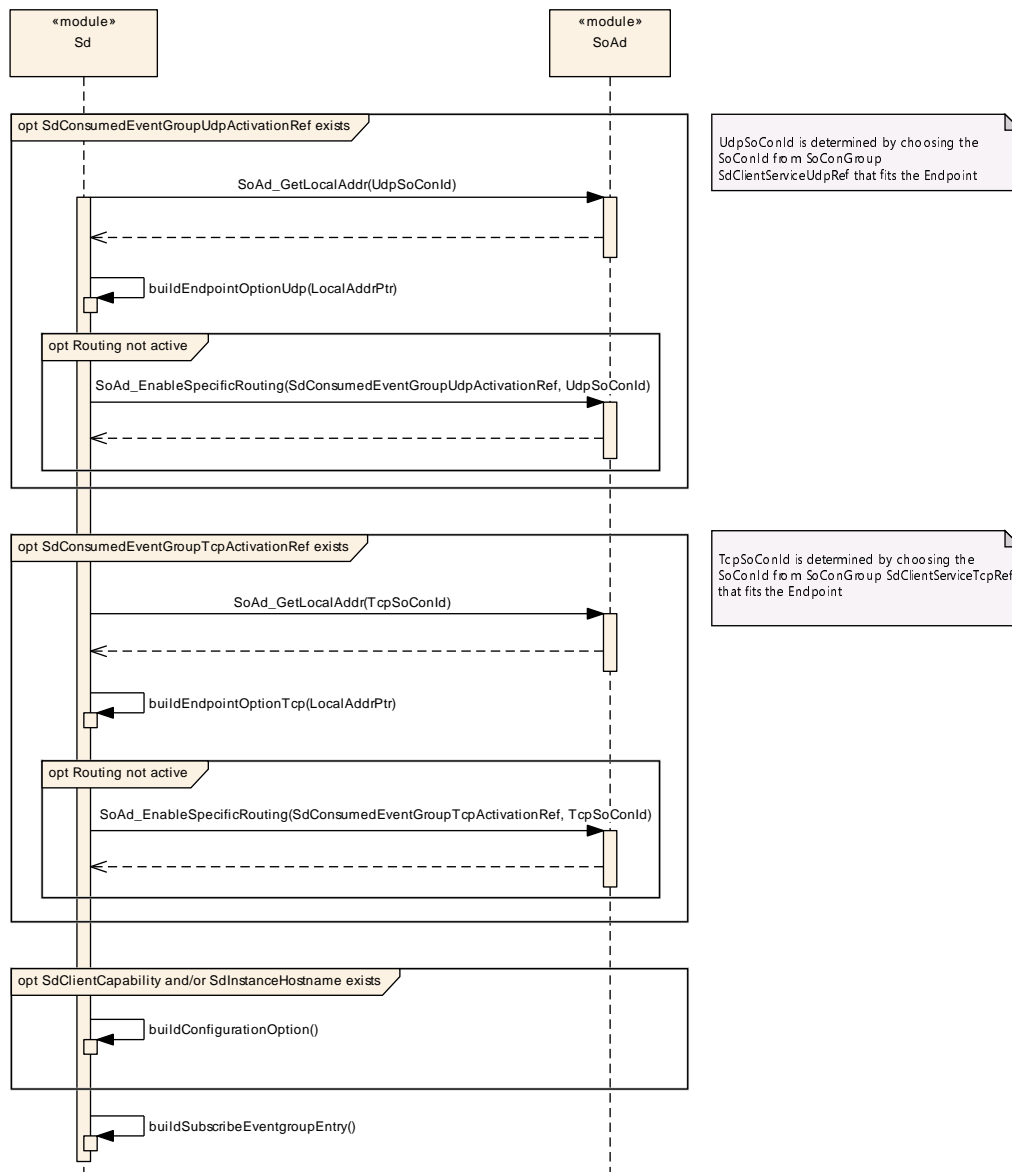 «module»
Sd
«module»
SoAd
opt SdConsumedEventGroupUdpActivationRef exists
UdpSoConId is determined by choosing the
SoConId from SoConGroup
SdClientServiceUdpRef that fits the Endpoint
SoAd_GetLocalAddr(UdpSoConId)
buildEndpointOptionUdp(LocalAddrPtr)
opt Routing not active
SoAd_EnableSpecificRouting(SdConsumedEventGroupUdpActivationRef, UdpSoConId)
opt SdConsumedEventGroupTcpActivationRef exists
TcpSoConId is determined by choosing the
SoConId from SoConGroup SdClientServiceTcpRef
that fits the Endpoint
SoAd_GetLocalAddr(TcpSoConId)
buildEndpointOptionTcp(LocalAddrPtr)
opt Routing not active
SoAd_EnableSpecificRouting(SdConsumedEventGroupTcpActivationRef, TcpSoConId)
opt SdClientCapability and/or SdInstanceHostname exists
buildConfigurationOption()
buildSubscribeEventgroupEntry()